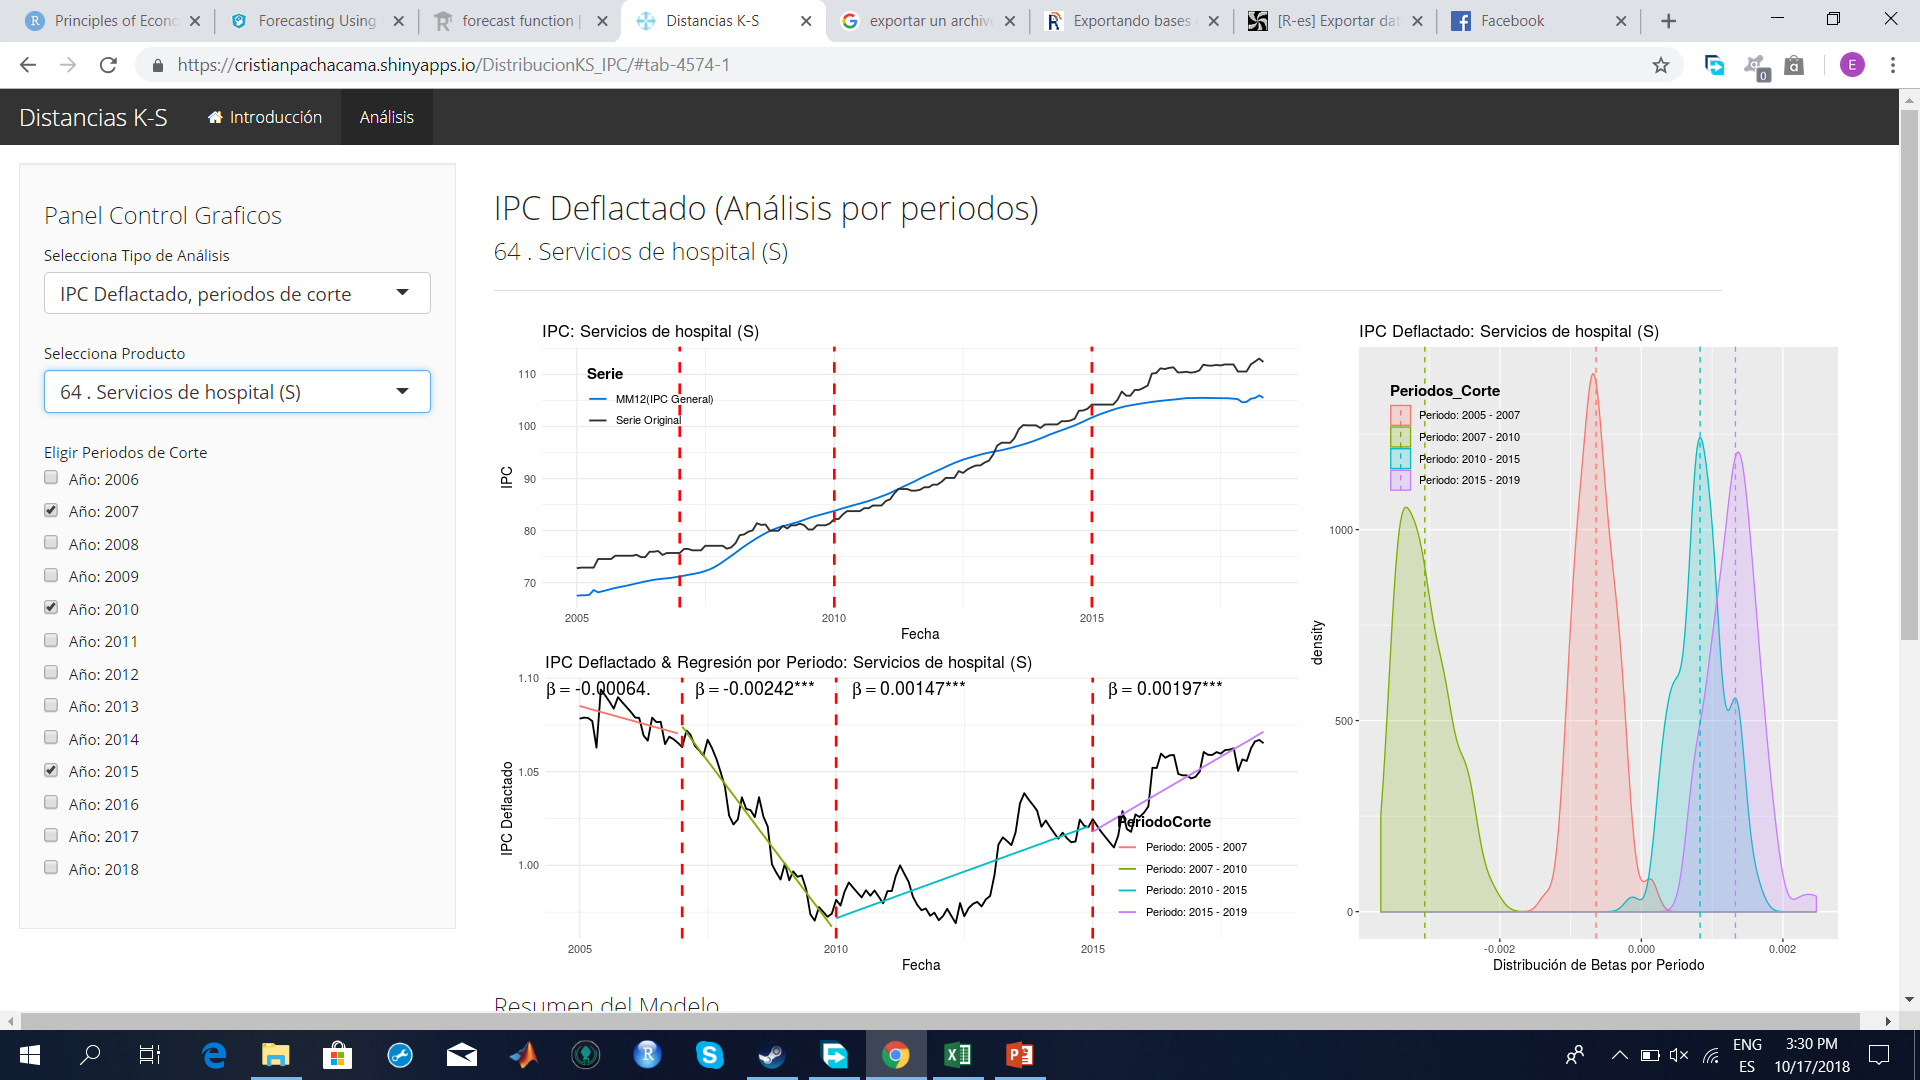 Principles of Econo
Forecasting Using
forecast function |
Distancias K-S
exportar un archiv
Exportando bases
[R-es] Exportar dat
Facebook
https://cristianpachacama.shinyapps.io/DistribucionKS_IPC/#tab-4574-1
0
a
E
Distancias K-S
Introducción
Análisis
Panel Control Graficos
Selecciona Tipo de Análisis
IPC Deflactado, periodos de corte
Selecciona Producto
64 . Servicios de hospital (S)
Eligir Periodos de Corte
Año: 2006
Año: 2007
Año: 2008
Año: 2009
Año: 2010
Año: 2011
Año: 2012
Año: 2013
Año: 2014
Año: 2015
Año: 2016
Año: 2017
Año: 2018
IPC Deflactado (Análisis por periodos)
64 . Servicios de hospital (S)
IPC: Servicios de hospital (S)
Serie
MM12(IPC General)
Serie Original
110
100
90
80
70
IPC
2005
2010
2015
Fecha
IPC Deflactado & Regresión por Periodo: Servicios de hospital (S)
β = -0.00064.
β = -0.00242***
β = 0.00147***
β = 0.00197***
1.10
1.05
1.00
IPC Deflactado
PeriodoCorte
Periodo: 2005 - 2007
Periodo: 2007 - 2010
Periodo: 2010 - 2015
Periodo: 2015 - 2019
2005
2010
2015
Fecha
IPC Deflactado: Servicios de hospital (S)
Periodos_Corte
Periodo: 2005 - 2007
Periodo: 2007 - 2010
Periodo: 2010 - 2015
Periodo: 2015 - 2019
1000
500
0
density
-0.002
0.000
0.002
Distribución de Betas por Periodo
Resumen del Modelo
ENG
ES
3:30 PM
10/17/2018